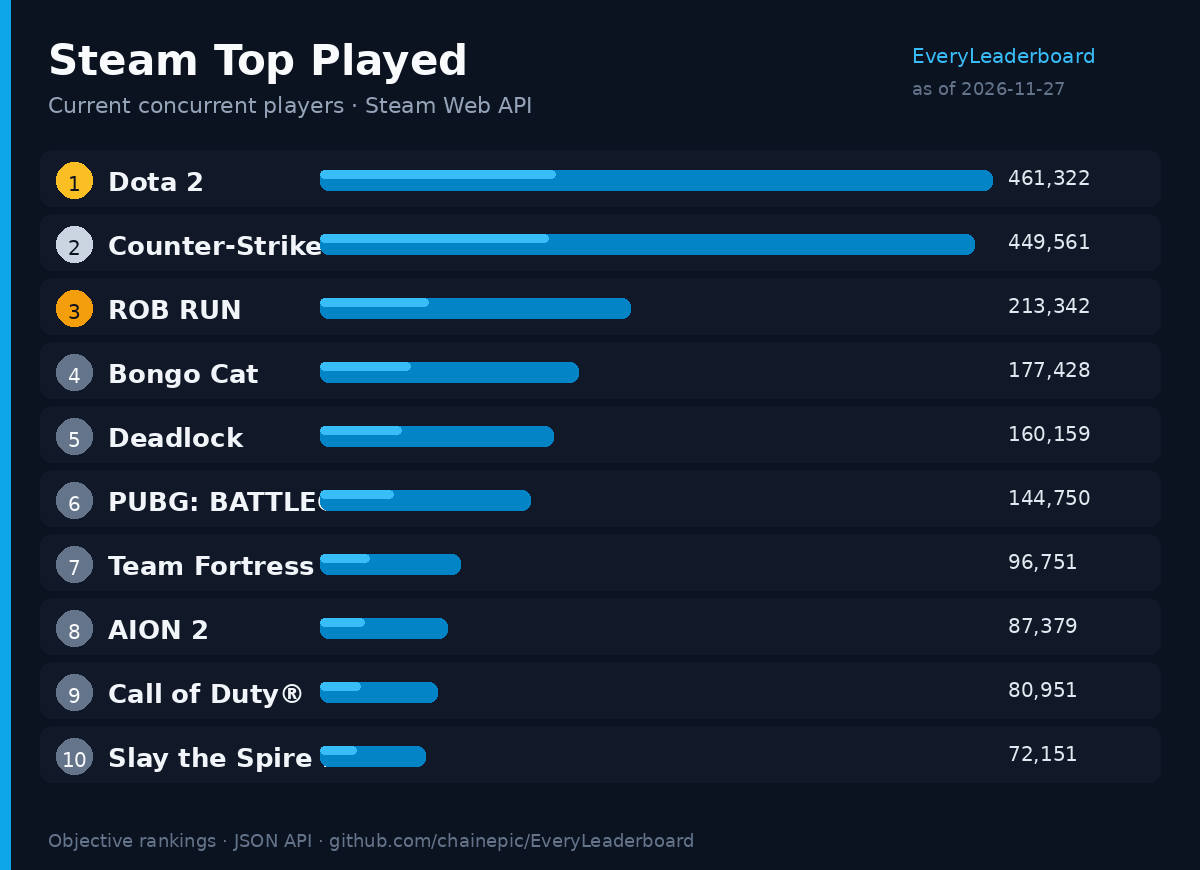 Steam Top Played
EveryLeaderboard
Current concurrent players · Steam Web API
as of 2026-11-27
1 Dota 2 461,322
2 Counter-Strike 449,561
3 ROB RUN 213,342
4 Bongo Cat 177,428
5 Deadlock 160,159
6 PUBG: BATTLE 144,750
7 Team Fortress 96,751
8 AION 2 87,379
9 Call of Duty® 80,951
10 Slay the Spire 72,151
Objective rankings · JSON API · github.com/chainepic/EveryLeaderboard